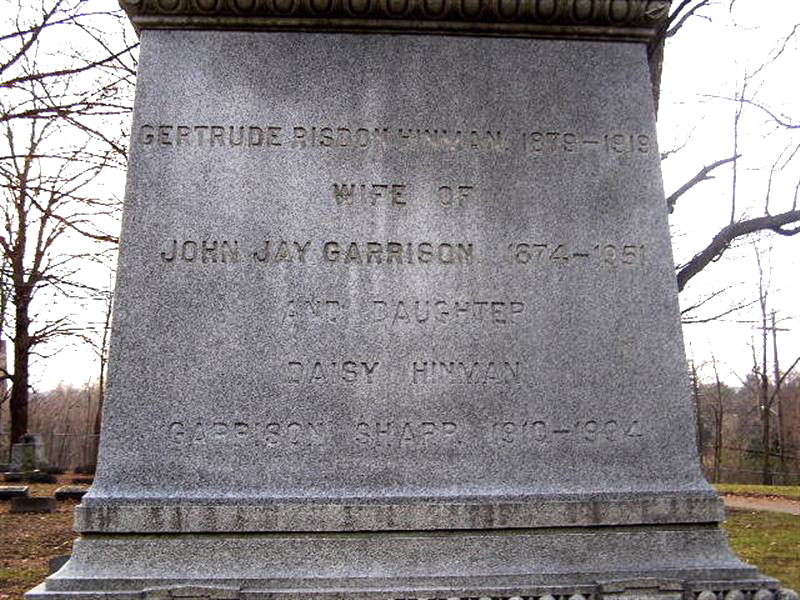 GERTRUDE RISDON HINMAN. 1879-1919
WIFE OF
JOHN JAY GARRISON. 1874-1951
AND DAUGHTER
DAISY HINMAN
GARRISON SHARP. 1910-1994